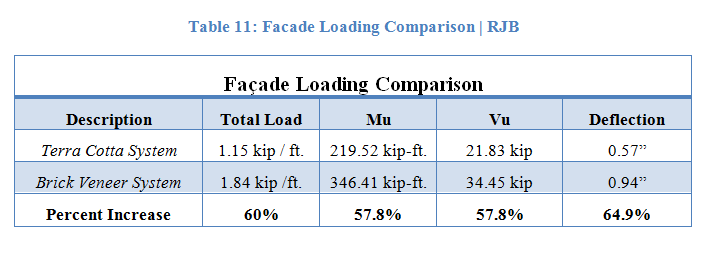 Table 11: Facade Loading Comparison | RJB
Façade Loading Comparison
Description Total Load Mu Vu Deflection
Terra Cotta System 1.15 kip / ft. 219.52 kip-ft. 21.83 kip 0.57”
Brick Veneer System 1.84 kip /ft. 346.41 kip-ft. 34.45 kip 0.94”
Percent Increase 60% 57.8% 57.8% 64.9%